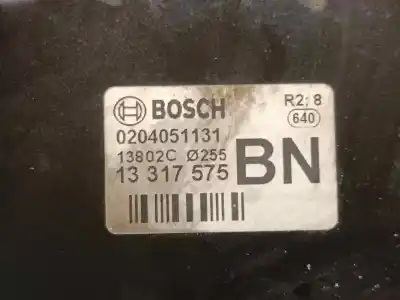 BOSCH R2; 8
640
0204051131
13802C Ø255
13 317 575 BN